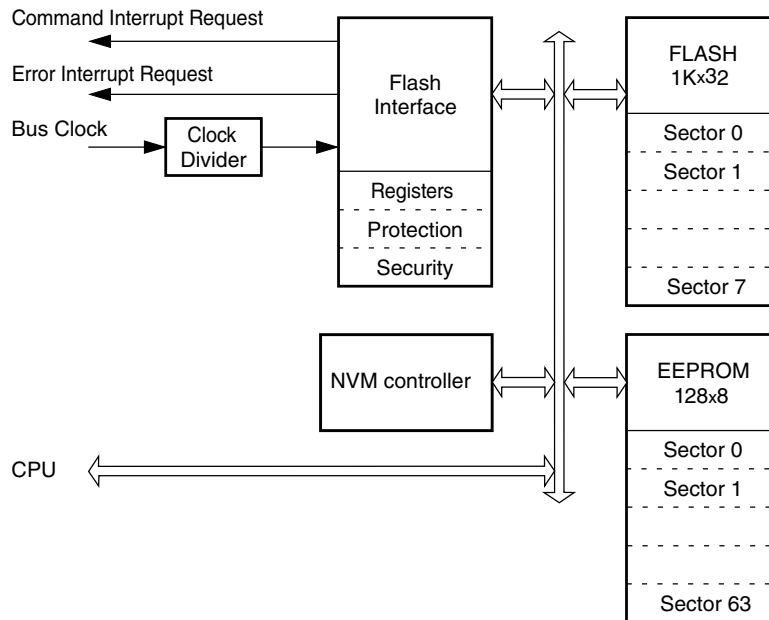 Command Interrupt Request
Error Interrupt Request
Bus Clock
Clock
Divider
Flash
Interface
Registers
Protection
Security
FLASH
1Kx32
Sector 0
Sector 1
Sector 7
NVM controller
EEPROM
128x8
Sector 0
Sector 1
Sector 63
CPU